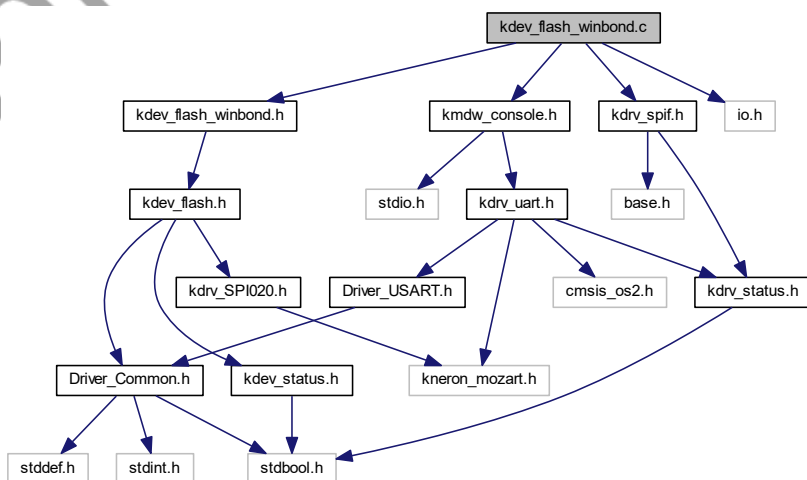 kdev_flash_winbond.c
kdev_flash_winbond.h
kmdw_console.h
kdrv_spif.h
io.h
kdev_flash.h
stdio.h
kdrv_uart.h
base.h
kdrv_SPI020.h
Driver_USART.h
cmsis_os2.h
kdrv_status.h
Driver_Common.h
kdev_status.h
kneron_mozart.h
stddef.h
stdint.h
stdbool.h